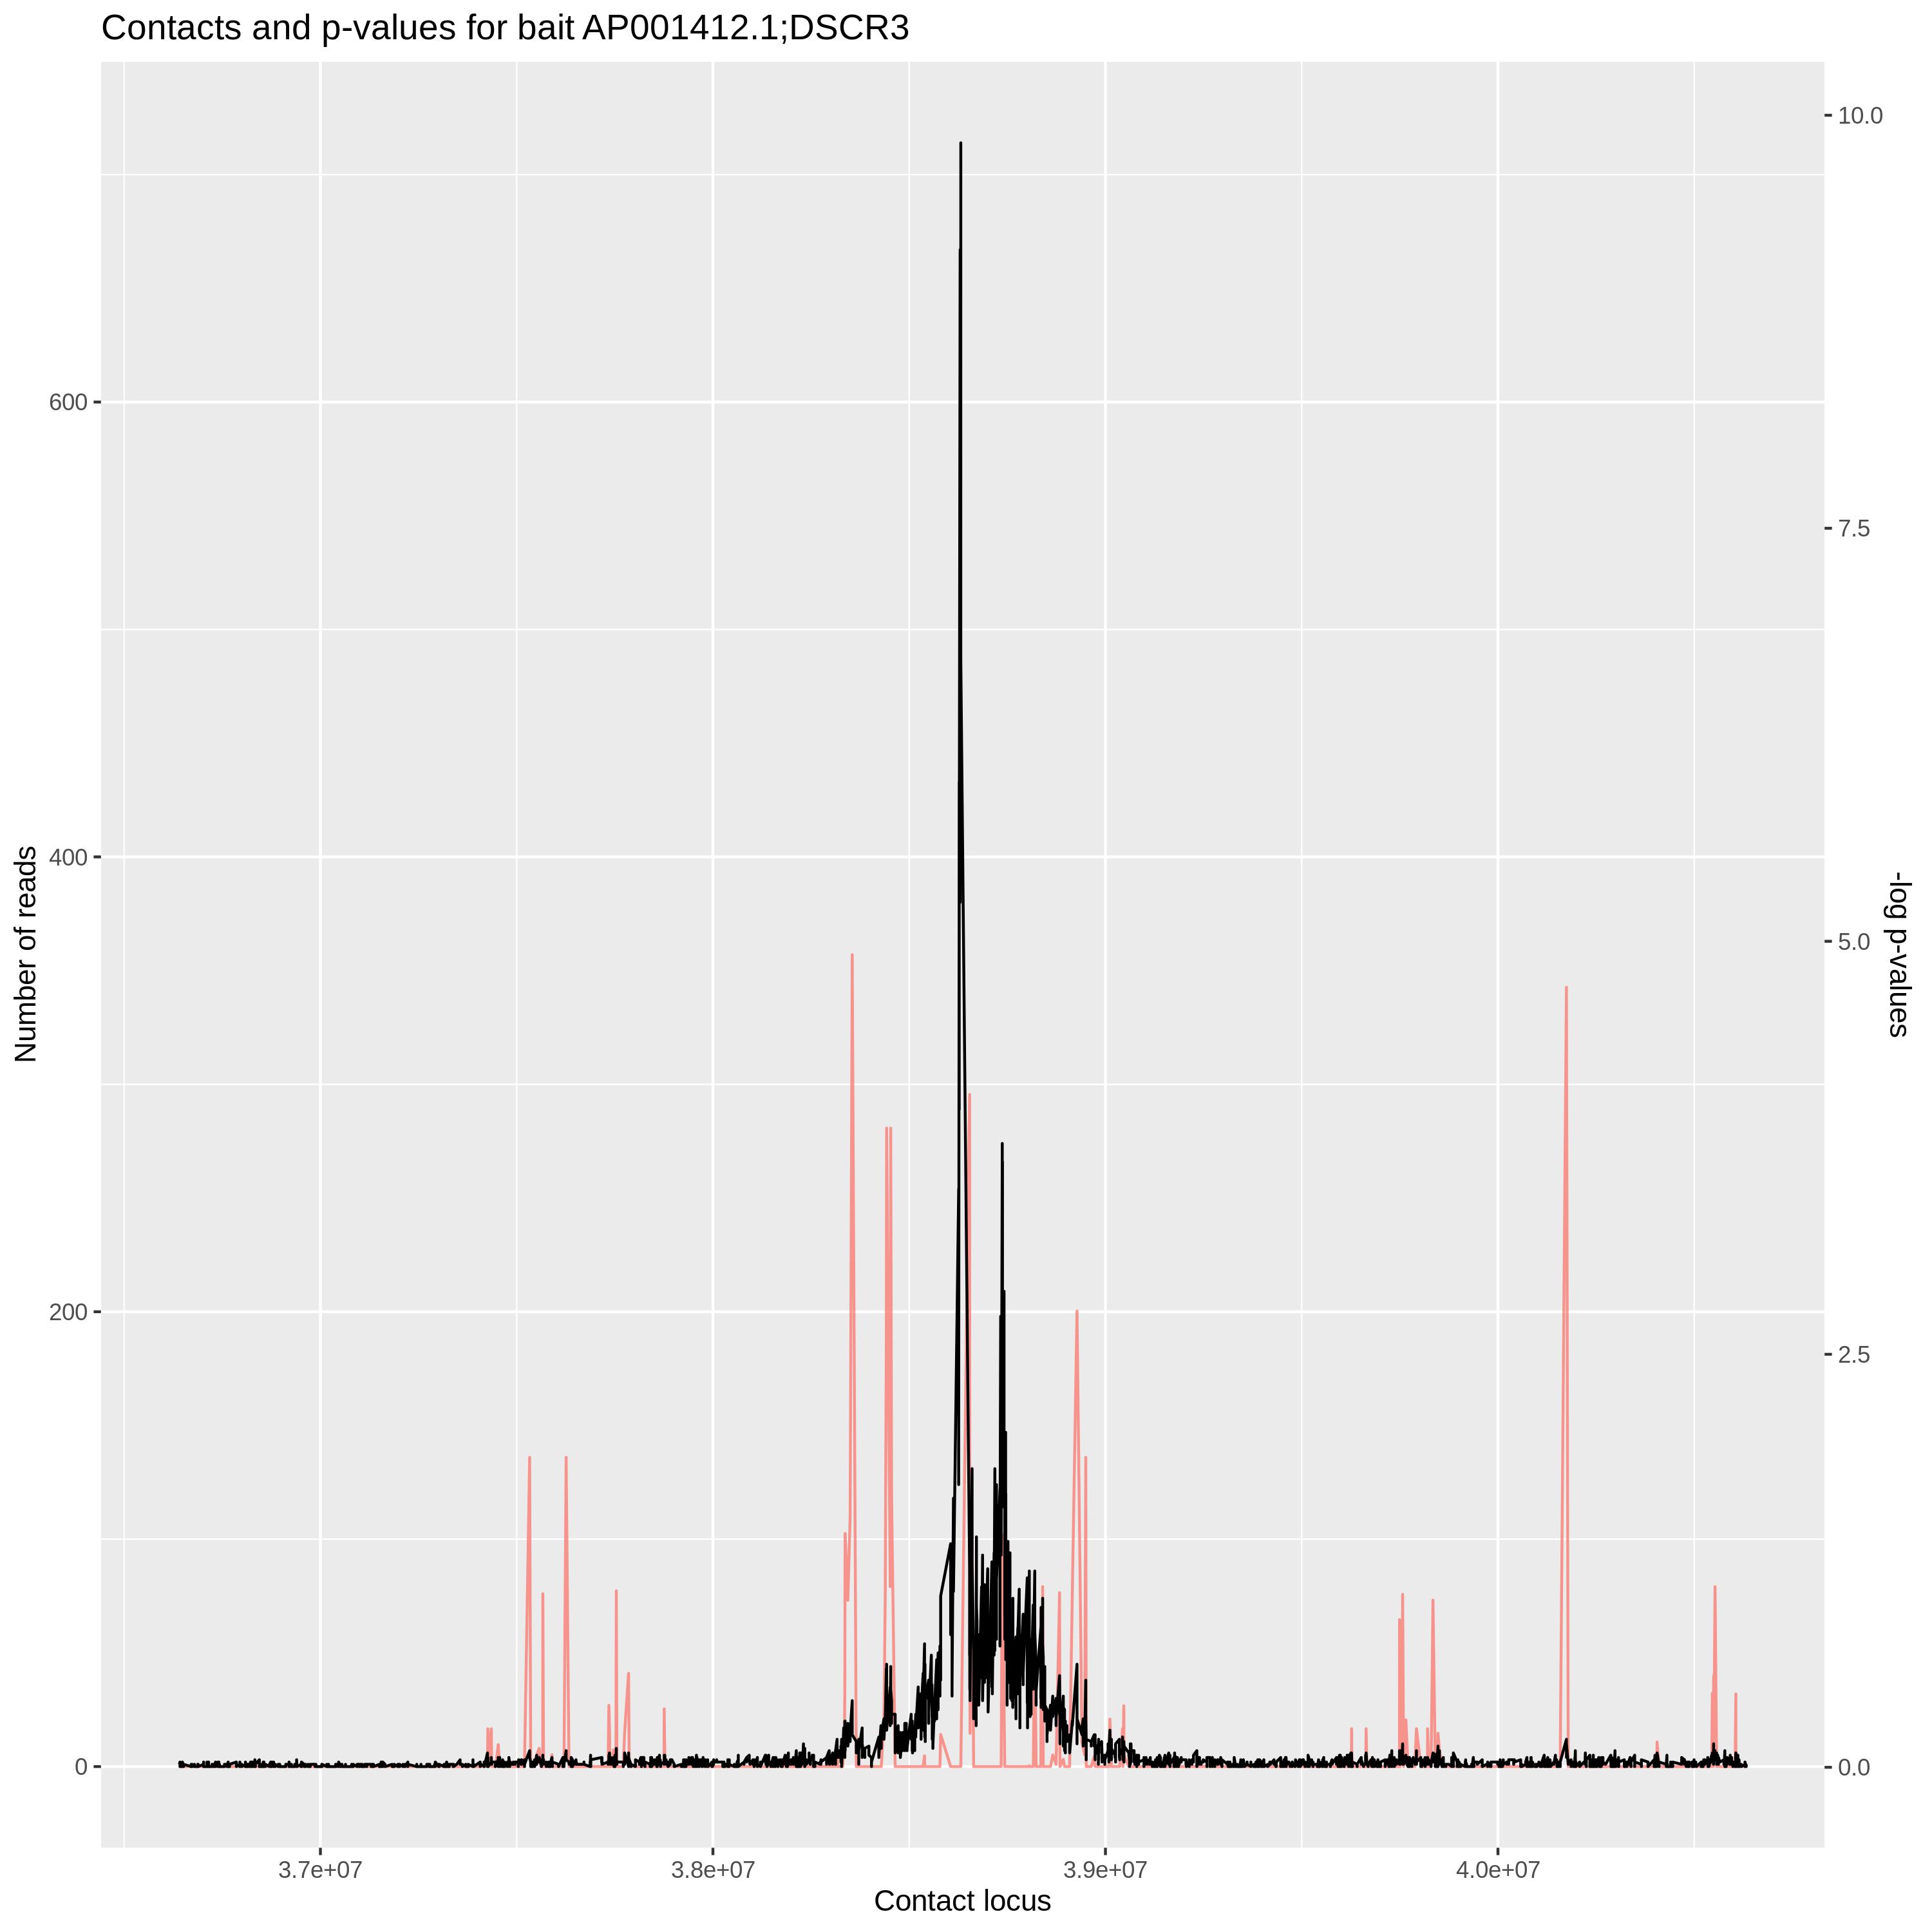 Contacts and p-values for bait AP001412.1;DSCR3
10.0
7.5
5.0
2.5
0.0
-log p-values
600
400
200
0
Number of reads
3.7e+07 3.8e+07 3.9e+07 4.0e+07
Contact locus